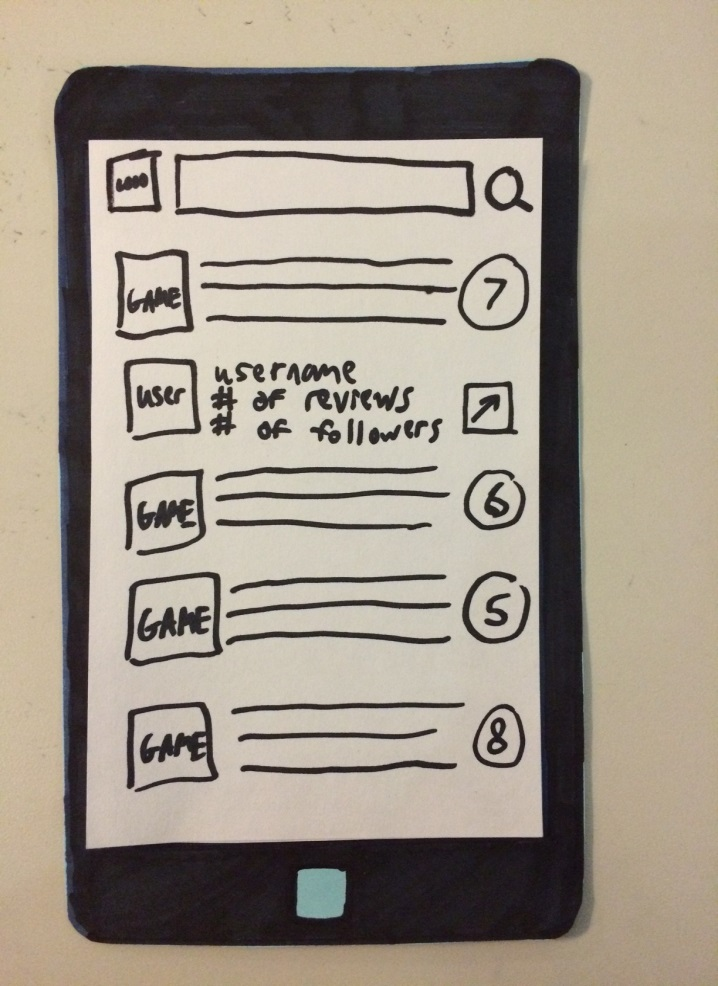 LOGO
GAME
7
user
username
# of reviews
# of followers
GAME
6
GAME
5
GAME
8